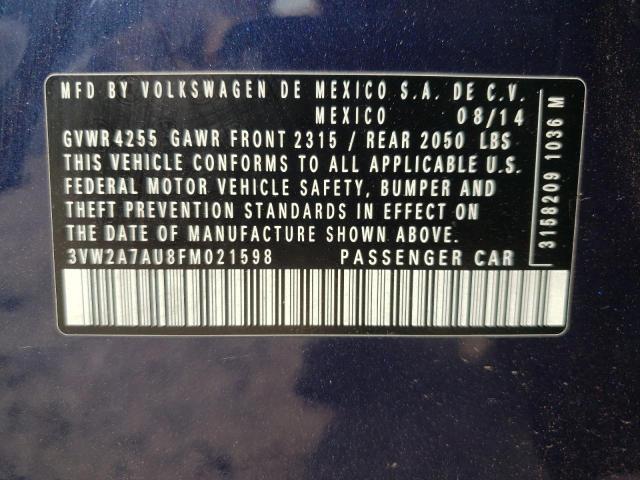 MFD BY VOLKSWAGEN DE MEXICO S.A. DE C.V.
MEXICO 08/14
GVWR 4255 GAWR FRONT 2315 / REAR 2050 LBS
THIS VEHICLE CONFORMS TO ALL APPLICABLE U.S.
FEDERAL MOTOR VEHICLE SAFETY, BUMPER AND
THEFT PREVENTION STANDARDS IN EFFECT ON
THE DATE OF MANUFACTURE SHOWN ABOVE.
3VW2A7AU8FM021598 PASSENGER CAR
3158209 1036 M